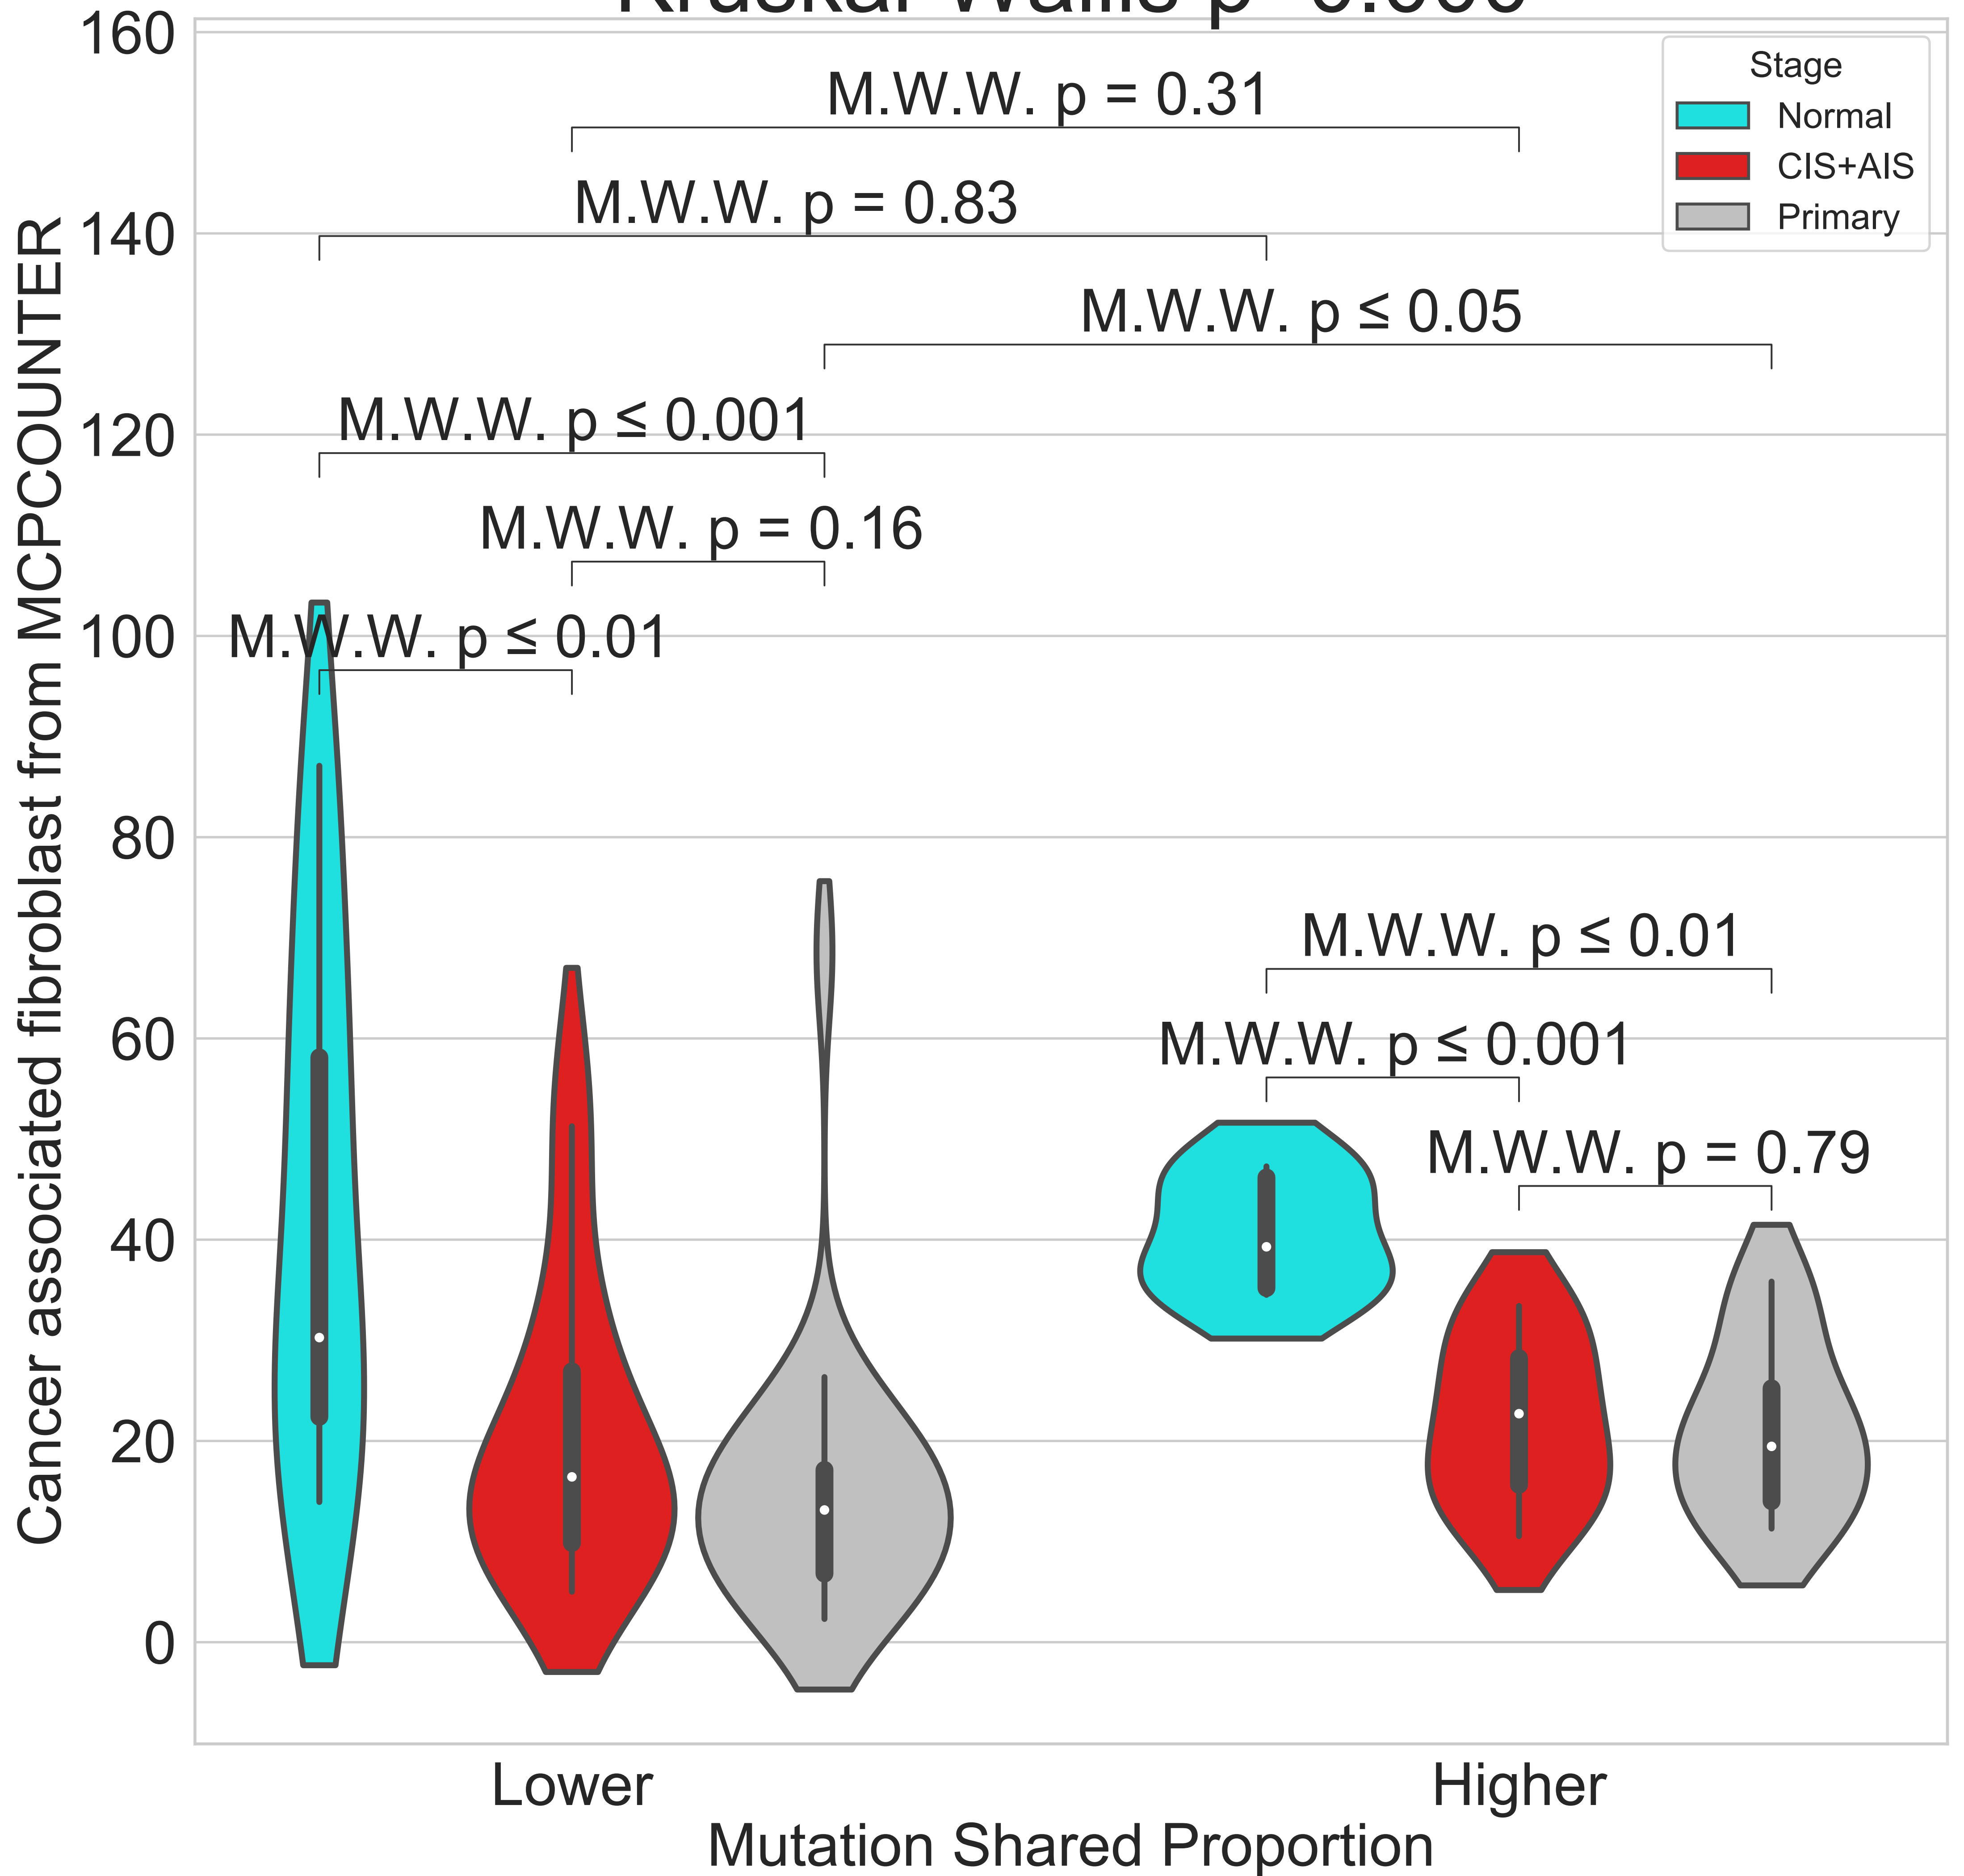 160
M.W.W. p = 0.31
Stage
Normal
CIS+AIS
Primary
M.W.W. p = 0.83
140
M.W.W. p ≤ 0.05
M.W.W. p ≤ 0.001
120
M.W.W. p = 0.16
M.W.W. p ≤ 0.01
100
80
M.W.W. p ≤ 0.01
60
M.W.W. p ≤ 0.001
M.W.W. p = 0.79
40
20
0
Cancer associated fibroblast from MCPCOUNTER
Lower
Higher
Mutation Shared Proportion